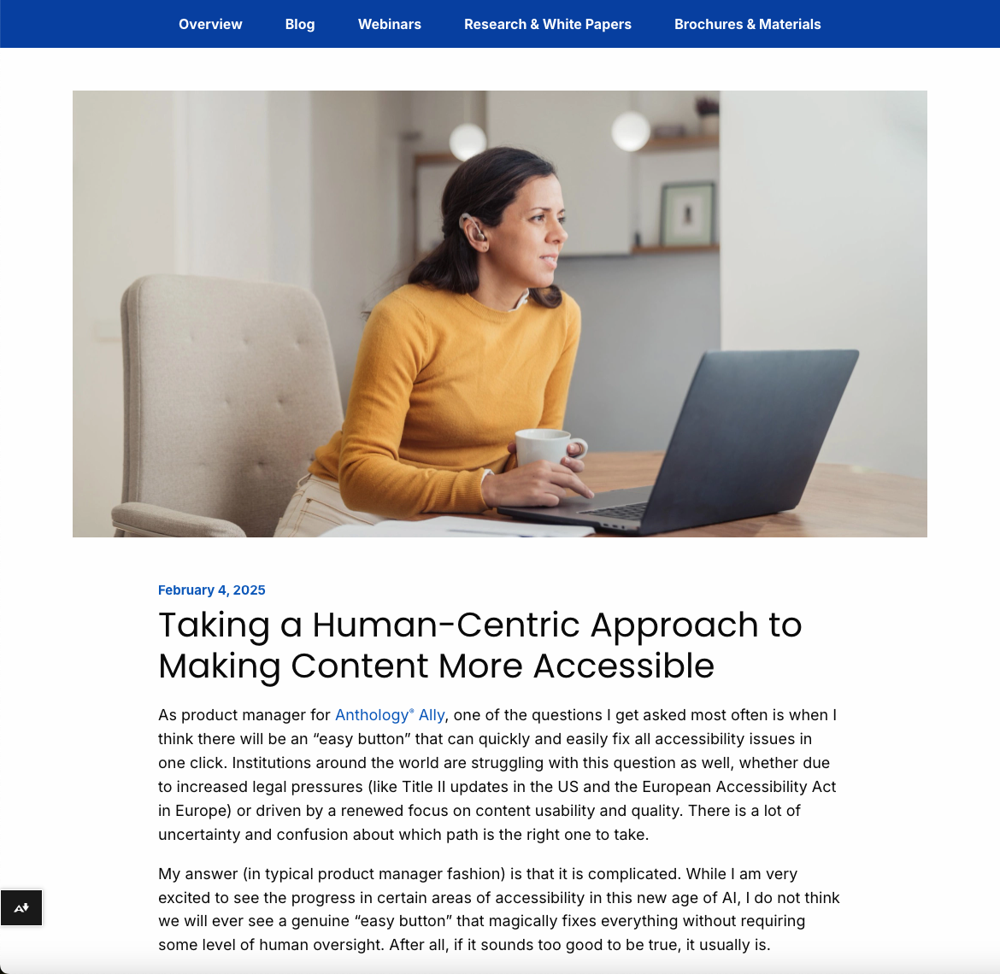 Overview Blog Webinars Research & White Papers Brochures & Materials
February 4, 2025
Taking a Human-Centric Approach to
Making Content More Accessible
As product manager for Anthology® Ally, one of the questions I get asked most often is when I
think there will be an “easy button” that can quickly and easily fix all accessibility issues in
one click. Institutions around the world are struggling with this question as well, whether due
to increased legal pressures (like Title II updates in the US and the European Accessibility Act
in Europe) or driven by a renewed focus on content usability and quality. There is a lot of
uncertainty and confusion about which path is the right one to take.
My answer (in typical product manager fashion) is that it is complicated. While I am very
excited to see the progress in certain areas of accessibility in this new age of AI, I do not think
we will ever see a genuine “easy button” that magically fixes everything without requiring
some level of human oversight. After all, if it sounds too good to be true, it usually is.